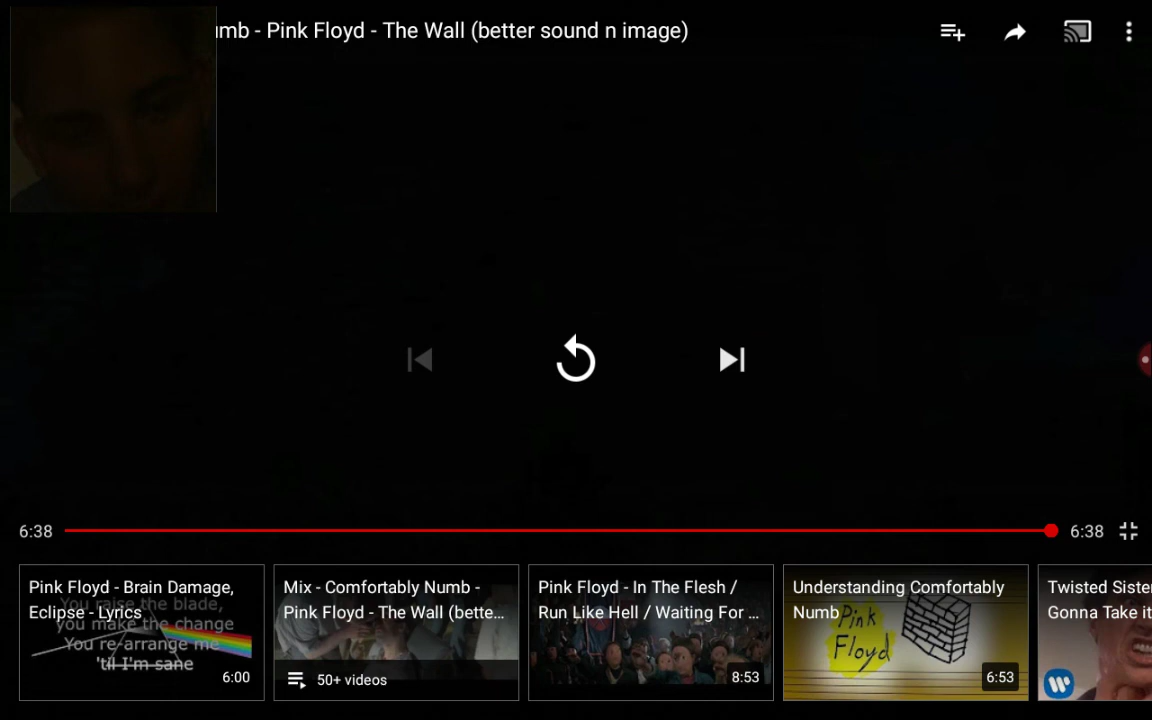 umb - Pink Floyd - The Wall (better sound n image)
6:38
6:38
Pink Floyd - Brain Damage,
Eclipse - Lyrics
You raise the blade,
you make the change
You re-arrange me
'til I'm sane
6:00
Mix - Comfortably Numb -
Pink Floyd - The Wall (bette...
50+ videos
Pink Floyd - In The Flesh /
Run Like Hell / Waiting For ...
8:53
Understanding Comfortably
Numb
Pink
Floyd
6:53
Twisted Siste
Gonna Take it